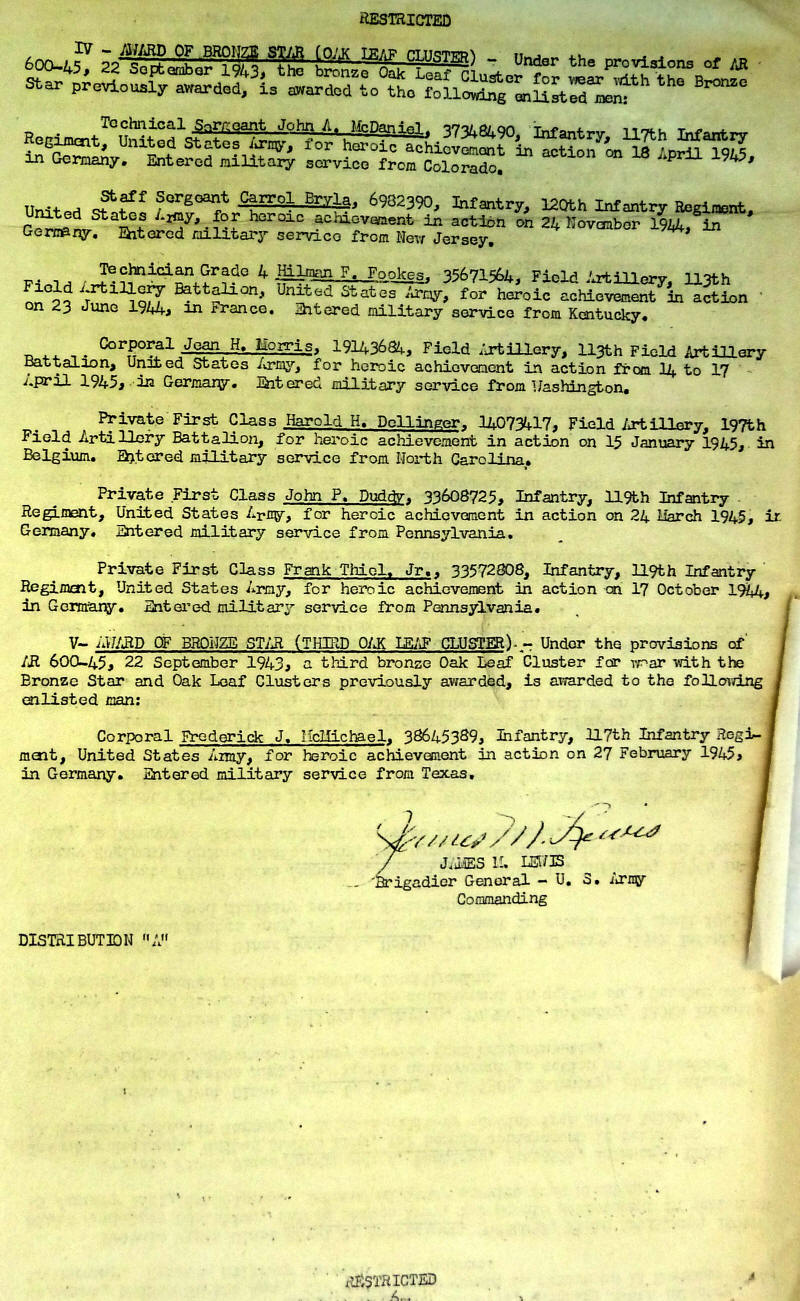 RESTRICTED
IV - AWARD OF BRONZE STAR (OAK LEAF CLUSTER) - Under the provisions of AR
600-45, 22 September 1943, the bronze Oak Leaf Cluster for wear with the Bronze
Star previously awarded, is awarded to the following enlisted men:
Technical Sergeant John A. McDaniel, 37348490, Infantry, 117th Infantry
Regiment, United States Army, for heroic achievement in action on 18 April 1945,
in Germany. Entered military service from Colorado.
Staff Sergeant Carrol Bryla, 6982390, Infantry, 120th Infantry Regiment,
United States Army, for heroic achievement in action on 24 November 1944, in
Germany. Entered military service from New Jersey.
Technician Grade 4 Hilman F. Fookes, 35671564, Field Artillery, 113th
Field Artillery Battalion, United States Army, for heroic achievement in action
on 23 June 1944, in France. Entered military service from Kentucky.
Corporal Jean H. Morris, 19143684, Field Artillery, 113th Field Artillery
Battalion, United States Army, for heroic achievement in action from 14 to 17
April 1945, in Germany. Entered military service from Washington.
Private First Class Harold H. Dellinger, 14073417, Field Artillery, 197th
Field Artillery Battalion, for heroic achievement in action on 15 January 1945, in
Belgium. Entered military service from North Carolina.
Private First Class John P. Duddy, 33608725, Infantry, 119th Infantry
Regiment, United States Army, for heroic achievement in action on 24 March 1945, in
Germany. Entered military service from Pennsylvania.
Private First Class Frank Thiel, Jr., 33572808, Infantry, 119th Infantry
Regiment, United States Army, for heroic achievement in action on 17 October 1944,
in Germany. Entered military service from Pennsylvania.
V- AWARD OF BRONZE STAR (THIRD OAK LEAF CLUSTER) - Under the provisions of
AR 600-45, 22 September 1943, a third bronze Oak Leaf Cluster for wear with the
Bronze Star and Oak Leaf Clusters previously awarded, is awarded to the following
enlisted man:
Corporal Frederick J. McMichael, 38645389, Infantry, 117th Infantry Regi-
ment, United States Army, for heroic achievement in action on 27 February 1945,
in Germany. Entered military service from Texas.
James M. Lewis
JAMES M. LEWIS
Brigadier General - U. S. Army
Commanding
DISTRIBUTION "A"
RESTRICTED
6